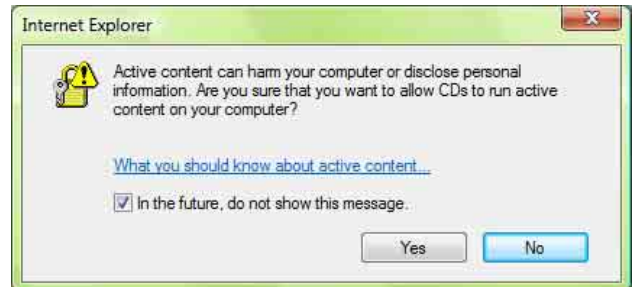 Internet Explorer
Active content can harm your computer or disclose personal
information. Are you sure that you want to allow CDs to run active
content on your computer?
What you should know about active content...
In the future, do not show this message.
Yes No